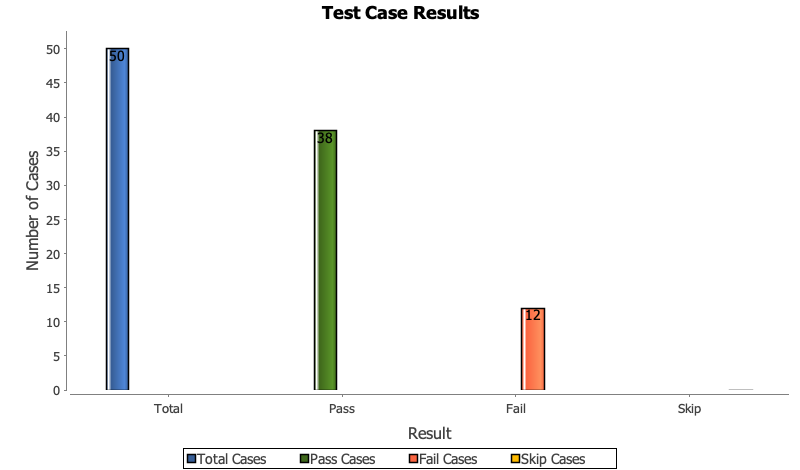 Test Case Results
Number of Cases
50
45
40
35
30
25
20
15
10
5
0
50
38
12
Total Pass Fail Skip
Result
Total Cases Pass Cases Fail Cases Skip Cases